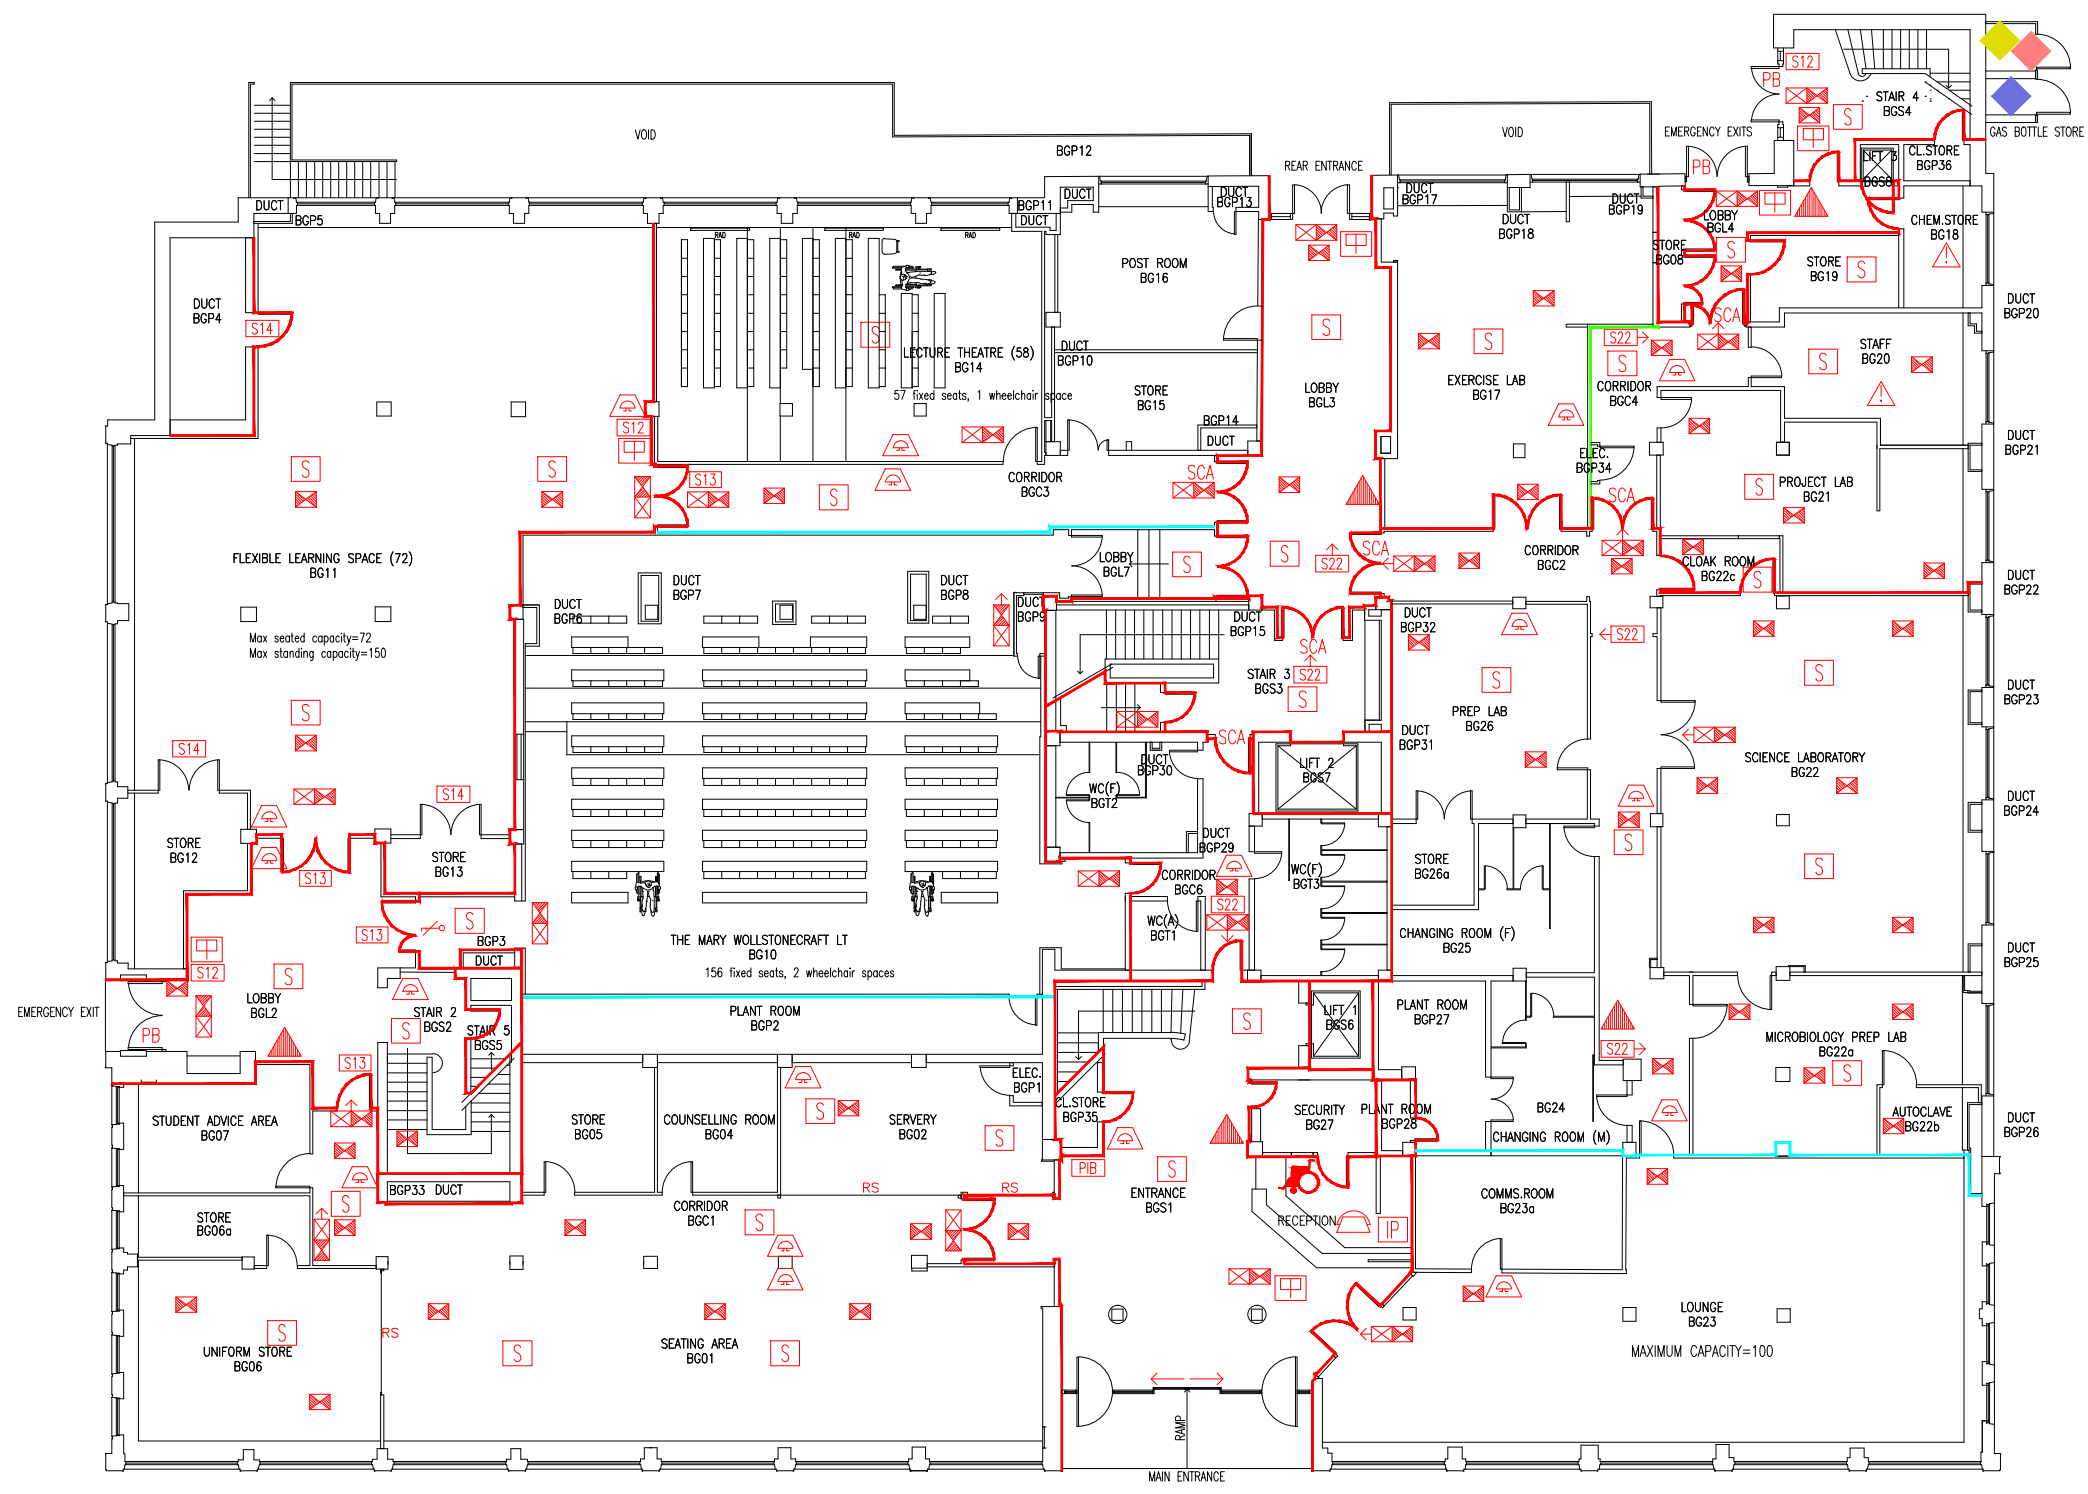 S12
PB
STAIR 4
BGS4
S
GAS BOTTLE STORE
VOID
VOID
EMERGENCY EXITS
BGP12
REAR ENTRANCE
PB
LIFT 3
BGS8
CL.STORE
BGP36
DUCT
BGP5
BGP11
DUCT
DUCT
DUCT
BGP13
DUCT
BGP17
DUCT
BGP18
DUCT
BGP19
LOBBY
BGL4
STORE
BG08
S
CHEM.STORE
BG18
RAD
RAD
RAD
POST ROOM
BG16
STORE
BG19
S
DUCT
BGP4
S14
DUCT
BGP20
SCA
S22
S
S
S
S
LECTURE THEATRE (58)
BG14
57 fixed seats, 1 wheelchair space
DUCT
BGP10
STORE
BG15
BGP14
DUCT
LOBBY
BGL3
EXERCISE LAB
BG17
CORRIDOR
BGC4
STAFF
BG20
S
S12
ELEC.
BGP34
DUCT
BGP21
S
S
S13
S
CORRIDOR
BGC3
SCA
SCA
S
PROJECT LAB
BG21
FLEXIBLE LEARNING SPACE (72)
BG11
LOBBY
BGL7
S
S
S22
SCA
CORRIDOR
BGC2
CLOAK ROOM
BG22c
S
DUCT
BGP22
DUCT
BGP7
DUCT
BGP8
DUCT
BGP6
DUCT
BGP9
DUCT
BGP15
DUCT
BGP32
S22
Max seated capacity=72
Max standing capacity=150
SCA
S22
STAIR 3
BGS3
S
S
S
DUCT
BGP23
S
PREP LAB
BG26
S14
SCA
DUCT
BGP31
DUCT
BGP30
LIFT 2
BGS7
SCIENCE LABORATORY
BG22
WC(F)
BGT2
S14
DUCT
BGP24
STORE
BG12
STORE
BG13
DUCT
BGP29
S
S
STORE
BG26a
S13
CORRIDOR
BGC6
WC(F)
BGT3
S22
S
S13
BGP3
DUCT
WC(A)
BGT1
CHANGING ROOM (F)
BG25
THE MARY WOLLSTONECRAFT LT
BG10
156 fixed seats, 2 wheelchair spaces
DUCT
BGP25
S12
S
LOBBY
BGL2
EMERGENCY EXIT
PB
STAIR 2
BGS2
S
STAIR 5
BGS5
PLANT ROOM
BGP2
S
LIFT 1
BGS6
PLANT ROOM
BGP27
MICROBIOLOGY PREP LAB
BG22a
S
S22
S13
ELEC.
BGP1
STUDENT ADVICE AREA
BG07
STORE
BG05
COUNSELLING ROOM
BG04
S
SERVERY
BG02
S
CL.STORE
BGP35
SECURITY
BG27
PLANT ROOM
BGP28
BG24
CHANGING ROOM (M)
AUTOCLAVE
BG22b
DUCT
BGP26
PIB
S
ENTRANCE
BGS1
BGP33 DUCT
RS
RS
S
STORE
BG06a
CORRIDOR
BGC1
S
RECEPTION
IP
COMMS.ROOM
BG23a
S
UNIFORM STORE
BG06
RS
S
SEATING AREA
BG01
S
LOUNGE
BG23
MAXIMUM CAPACITY=100
RAMP
MAIN ENTRANCE